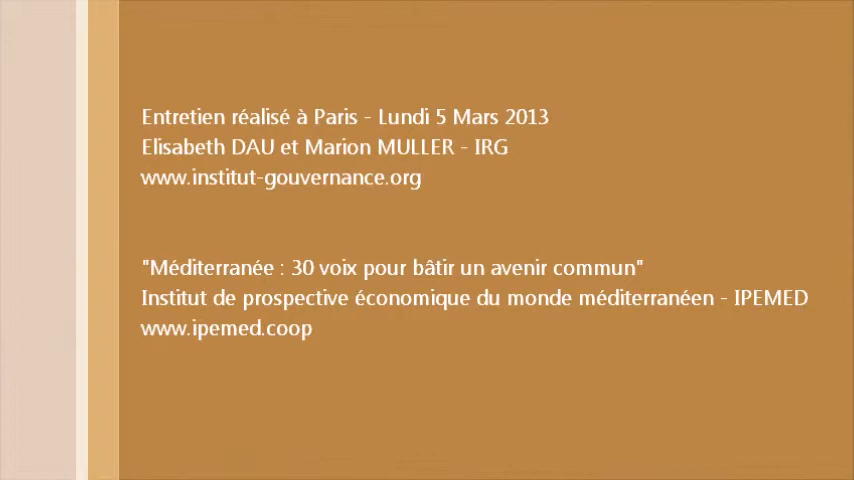 Entretien réalisé à Paris - Lundi 5 Mars 2013
Elisabeth DAU et Marion MULLER - IRG
www.institut-gouvernance.org
"Méditerranée : 30 voix pour bâtir un avenir commun"
Institut de prospective économique du monde méditerranéen - IPEMED
www.ipemed.coop